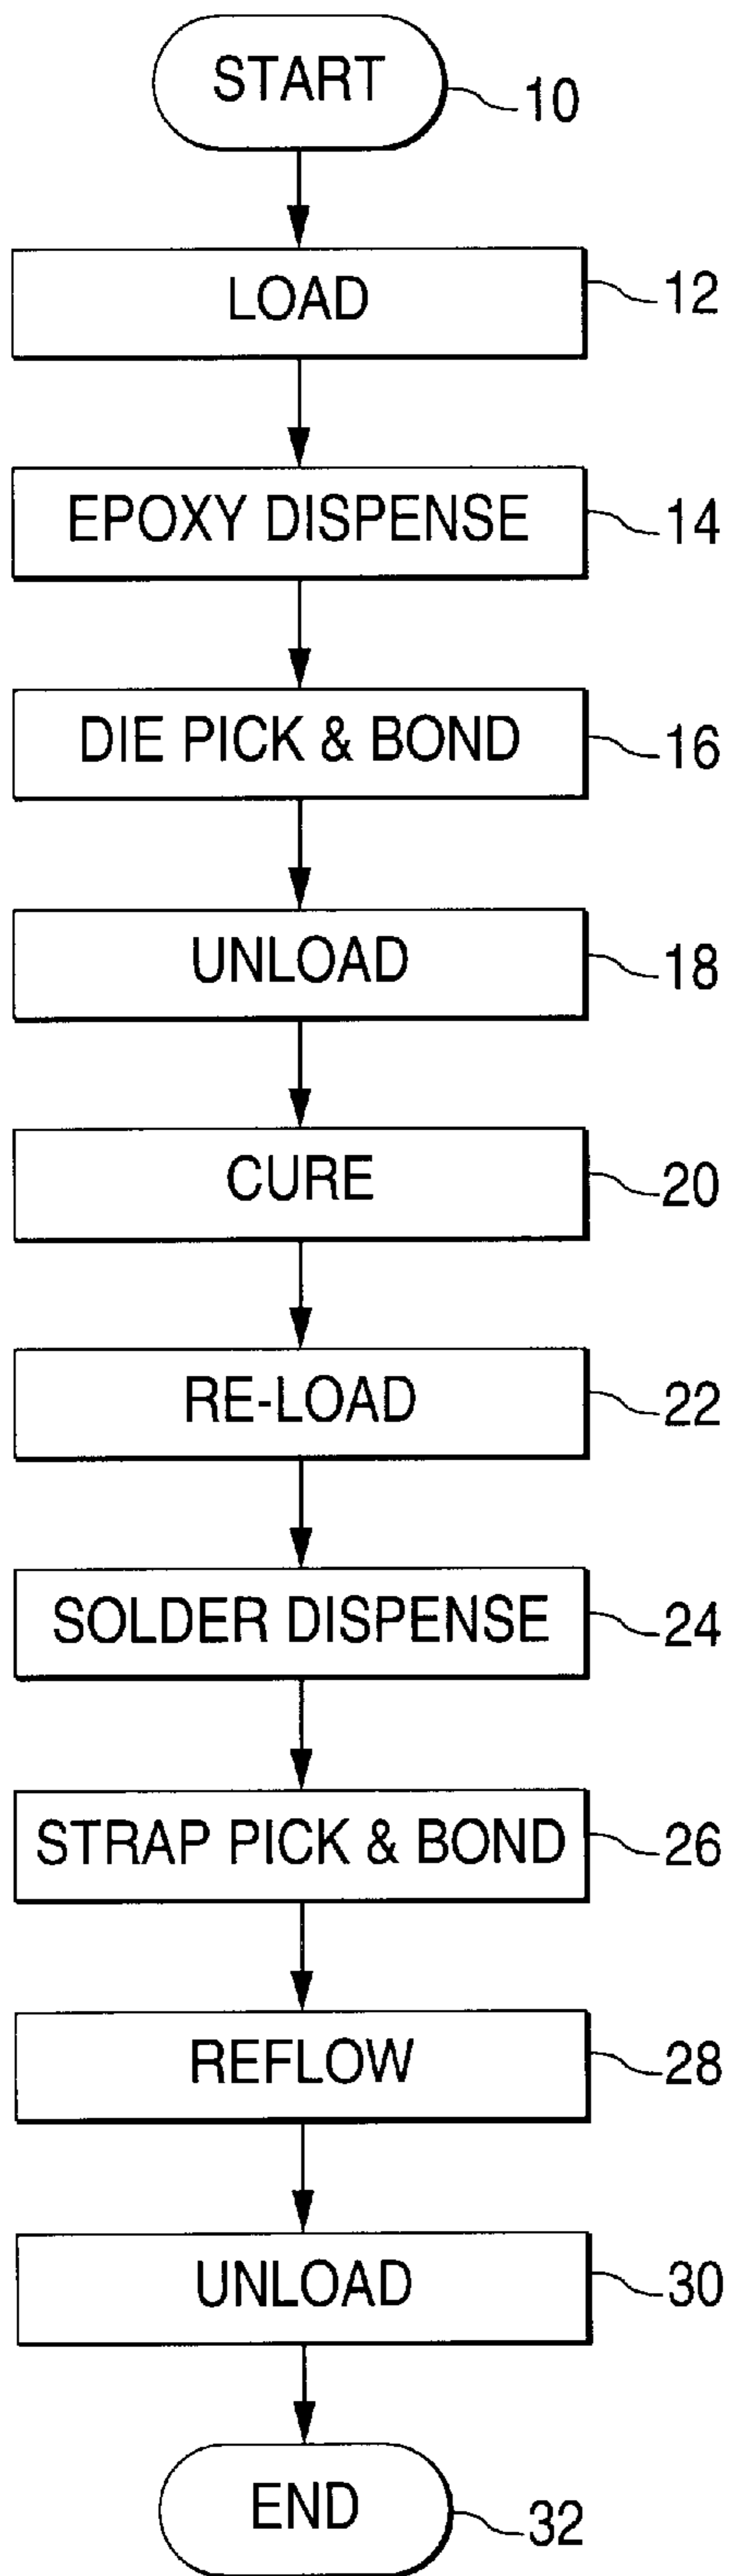 START
10
LOAD
12
EPOXY DISPENSE
14
DIE PICK & BOND
16
UNLOAD
18
CURE
20
RE-LOAD
22
SOLDER DISPENSE
24
STRAP PICK & BOND
26
REFLOW
28
UNLOAD
30
END
32